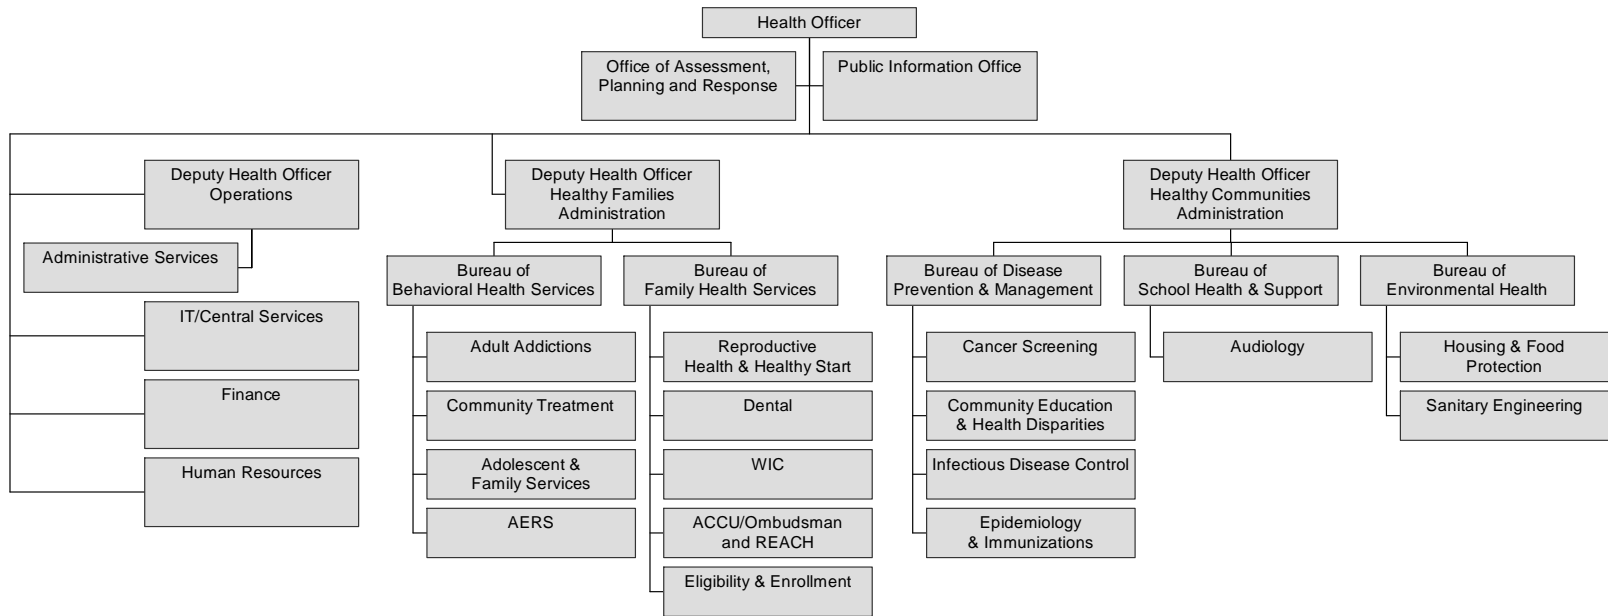 Health Officer
Office of Assessment,
Planning and Response
Public Information Office
Deputy Health Officer
Operations
Deputy Health Officer
Healthy Families
Administration
Deputy Health Officer
Healthy Communities
Administration
Administrative Services
Bureau of
Behavioral Health Services
Bureau of
Family Health Services
Bureau of Disease
Prevention & Management
Bureau of
School Health & Support
Bureau of
Environmental Health
IT/Central Services
Finance
Human Resources
Adult Addictions
Community Treatment
Adolescent &
Family Services
AERS
Reproductive
Health & Healthy Start
Dental
WIC
ACCU/Ombudsman
and REACH
Eligibility & Enrollment
Cancer Screening
Community Education
& Health Disparities
Infectious Disease Control
Epidemiology
& Immunizations
Audiology
Housing & Food
Protection
Sanitary Engineering